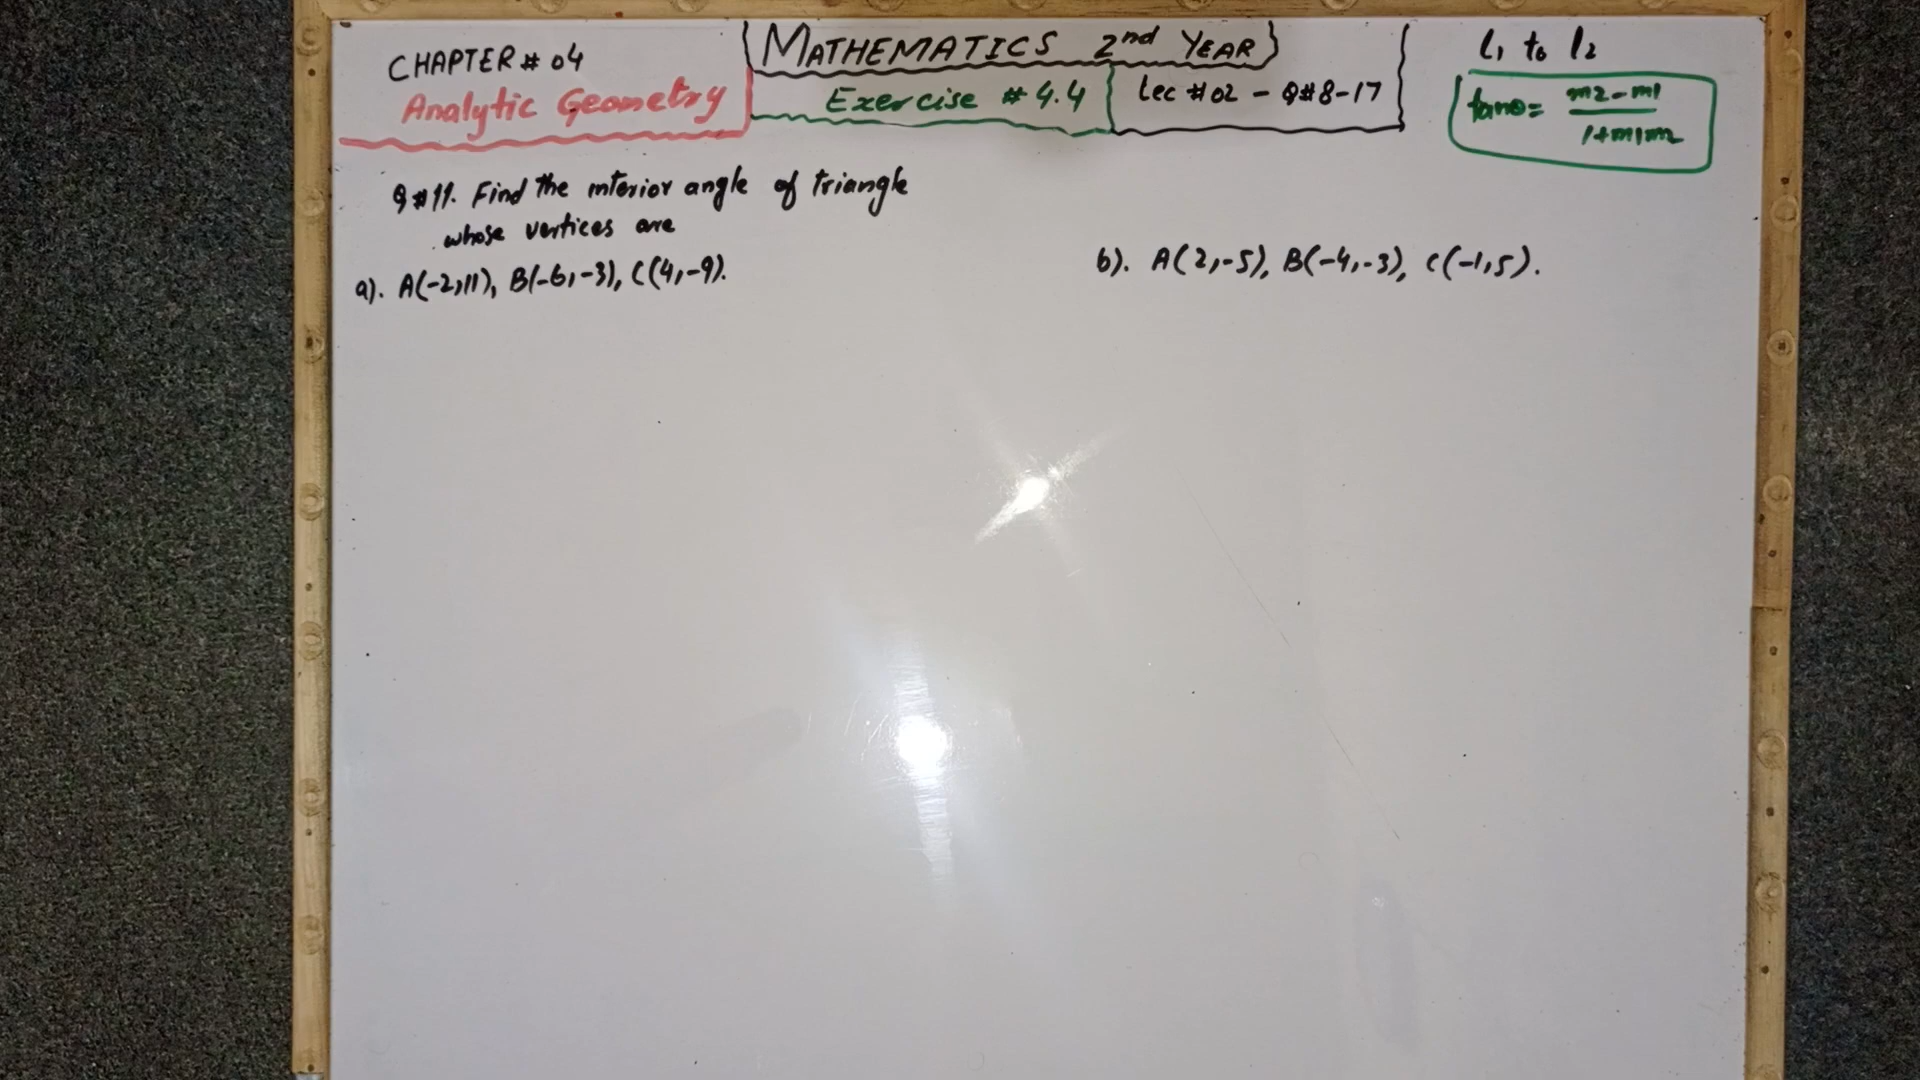 CHAPTER # 04
Analytic Geometry
MATHEMATICS 2nd YEAR
Exercise # 4.4
Lec # 02 - Q#8-17
l1 to l2
tanθ = m2-m1
1+m1m2
Q#11. Find the interior angle of triangle
whose vertices are
a). A(-2,11), B(-6,-3), C(4,-9).
b). A(2,-5), B(-4,-3), C(-1,5).